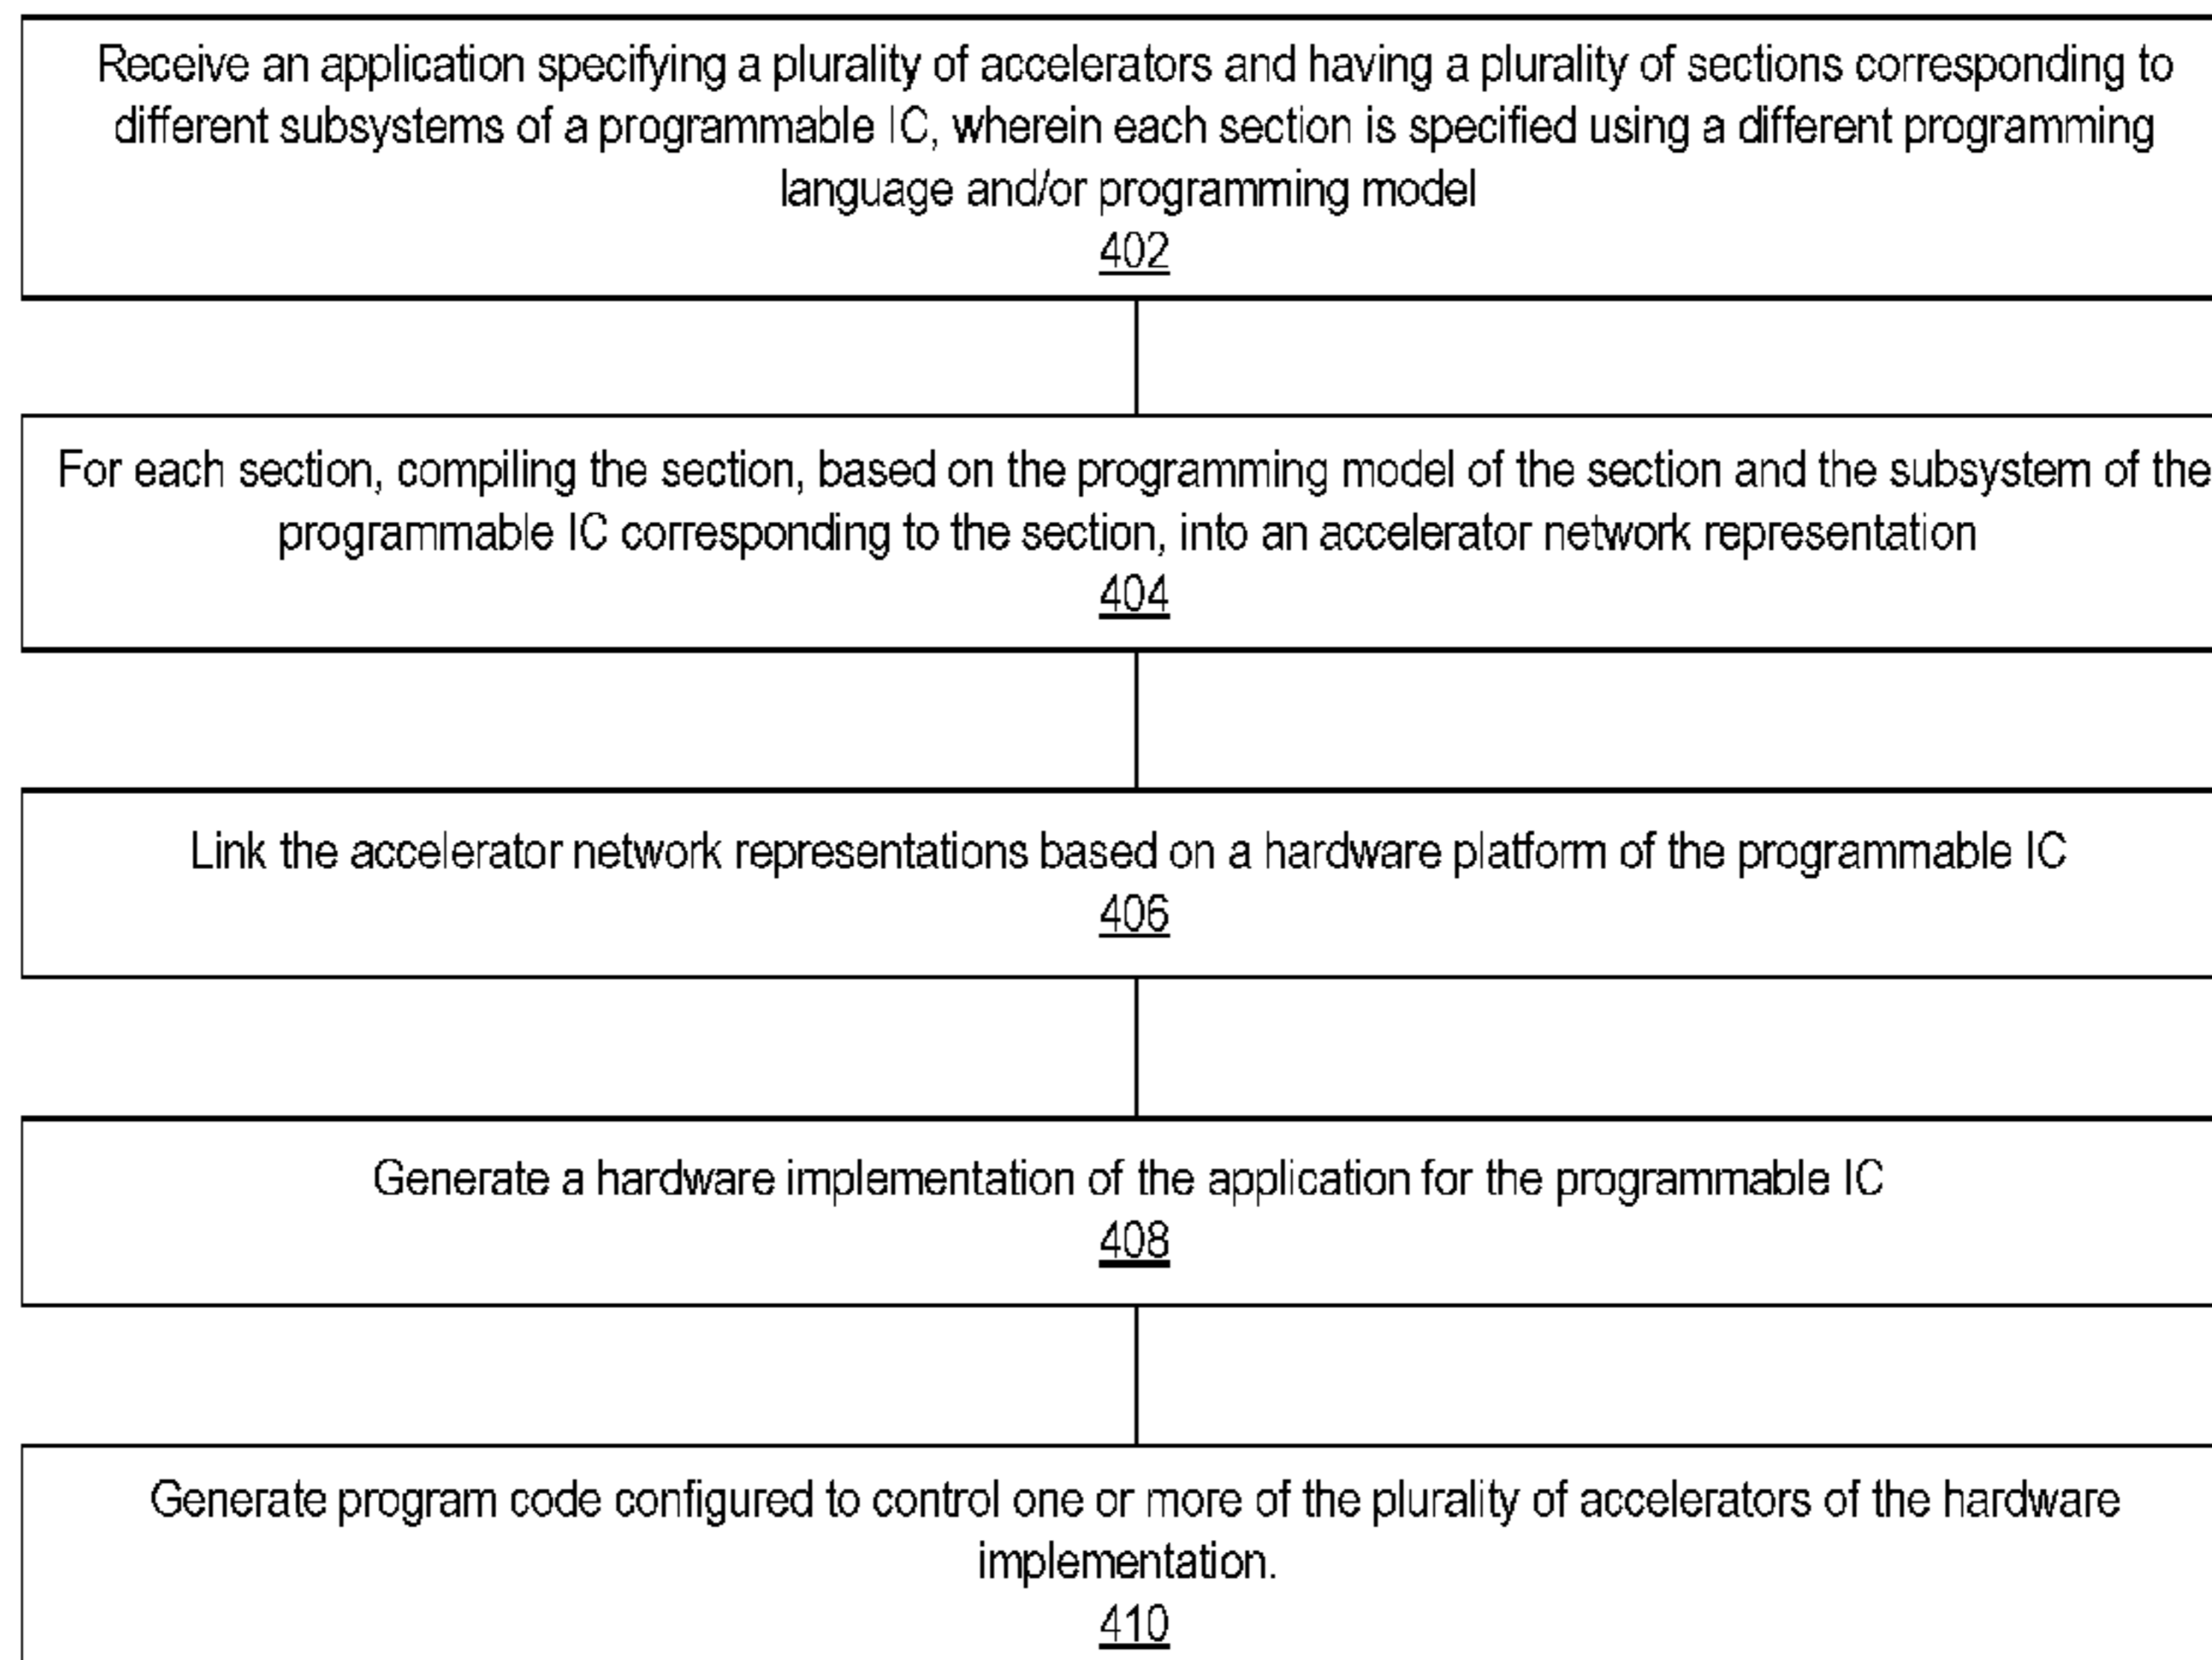 Receive an application specifying a plurality of accelerators and having a plurality of sections corresponding to
different subsystems of a programmable IC, wherein each section is specified using a different programming
language and/or programming model
402
For each section, compiling the section, based on the programming model of the section and the subsystem of the
programmable IC corresponding to the section, into an accelerator network representation
404
Link the accelerator network representations based on a hardware platform of the programmable IC
406
Generate a hardware implementation of the application for the programmable IC
408
Generate program code configured to control one or more of the plurality of accelerators of the hardware
implementation.
410